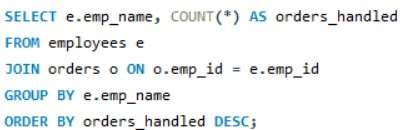 SELECT e.emp_name, COUNT(*) AS orders_handled
FROM employees e
JOIN orders o ON o.emp_id = e.emp_id
GROUP BY e.emp_name
ORDER BY orders_handled DESC;